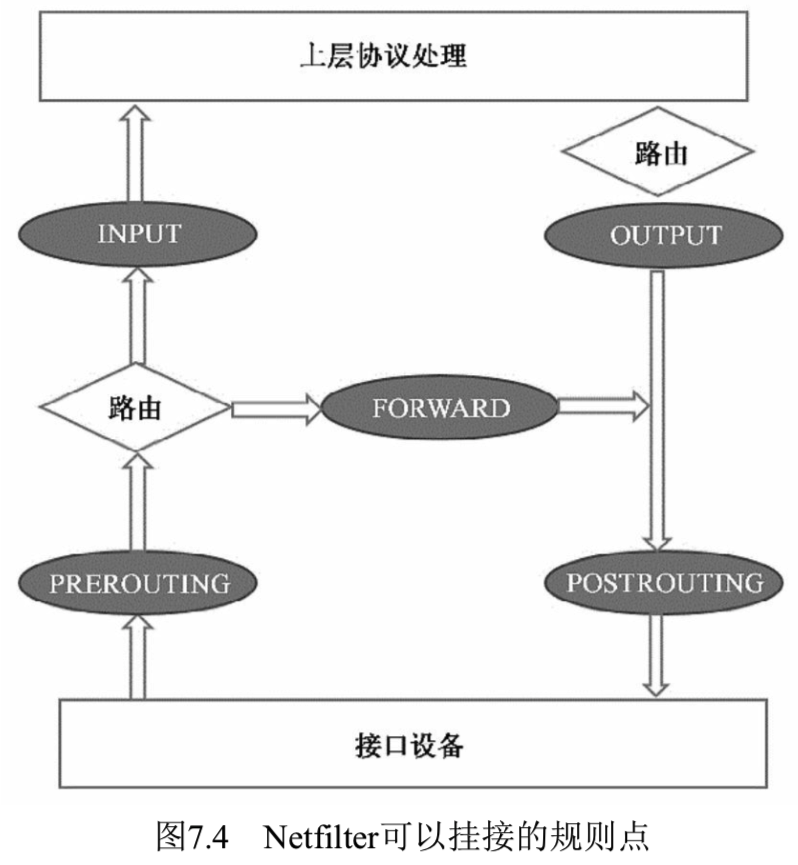 上层协议处理
路由
INPUT
OUTPUT
路由
FORWARD
PREROUTING
POSTROUTING
接口设备
图7.4 Netfilter可以挂接的规则点